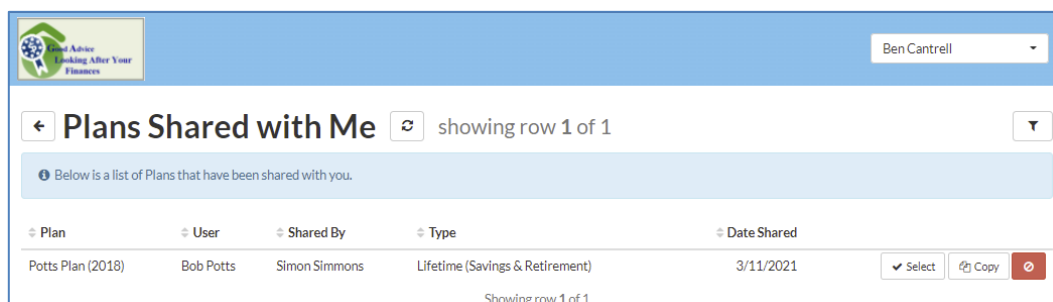 Good Advice
Looking After Your
Finances
Ben Cantrell
Plans Shared with Me showing row 1 of 1
Below is a list of Plans that have been shared with you.
Plan User Shared By Type Date Shared
Potts Plan (2018) Bob Potts Simon Simmons Lifetime (Savings & Retirement) 3/11/2021 Select Copy
Showing row 1 of 1